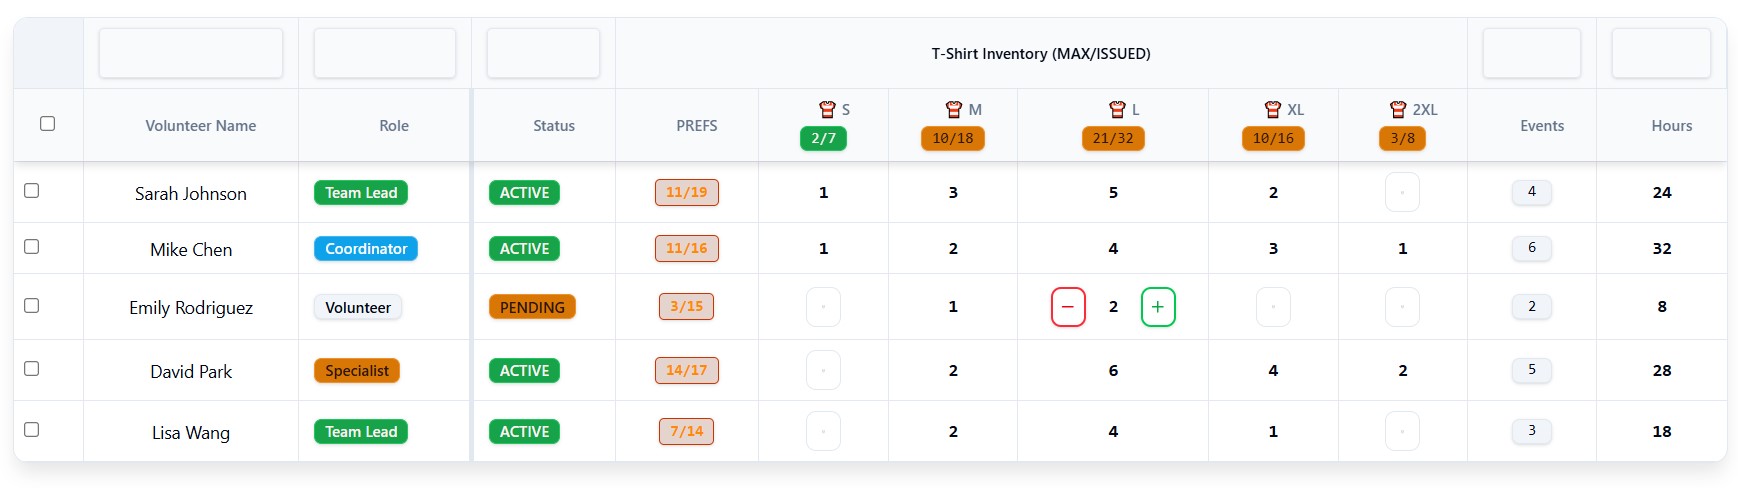 T-Shirt Inventory (MAX/ISSUED)
Volunteer Name Role Status PREFS S M L XL 2XL Events Hours
2/7 10/18 21/32 10/16 3/8
Sarah Johnson Team Lead ACTIVE 11/19 1 3 5 2 4 24
Mike Chen Coordinator ACTIVE 11/16 1 2 4 3 1 6 32
Emily Rodriguez Volunteer PENDING 3/15 1 − 2 + 2 8
David Park Specialist ACTIVE 14/17 2 6 4 2 5 28
Lisa Wang Team Lead ACTIVE 7/14 2 4 1 3 18